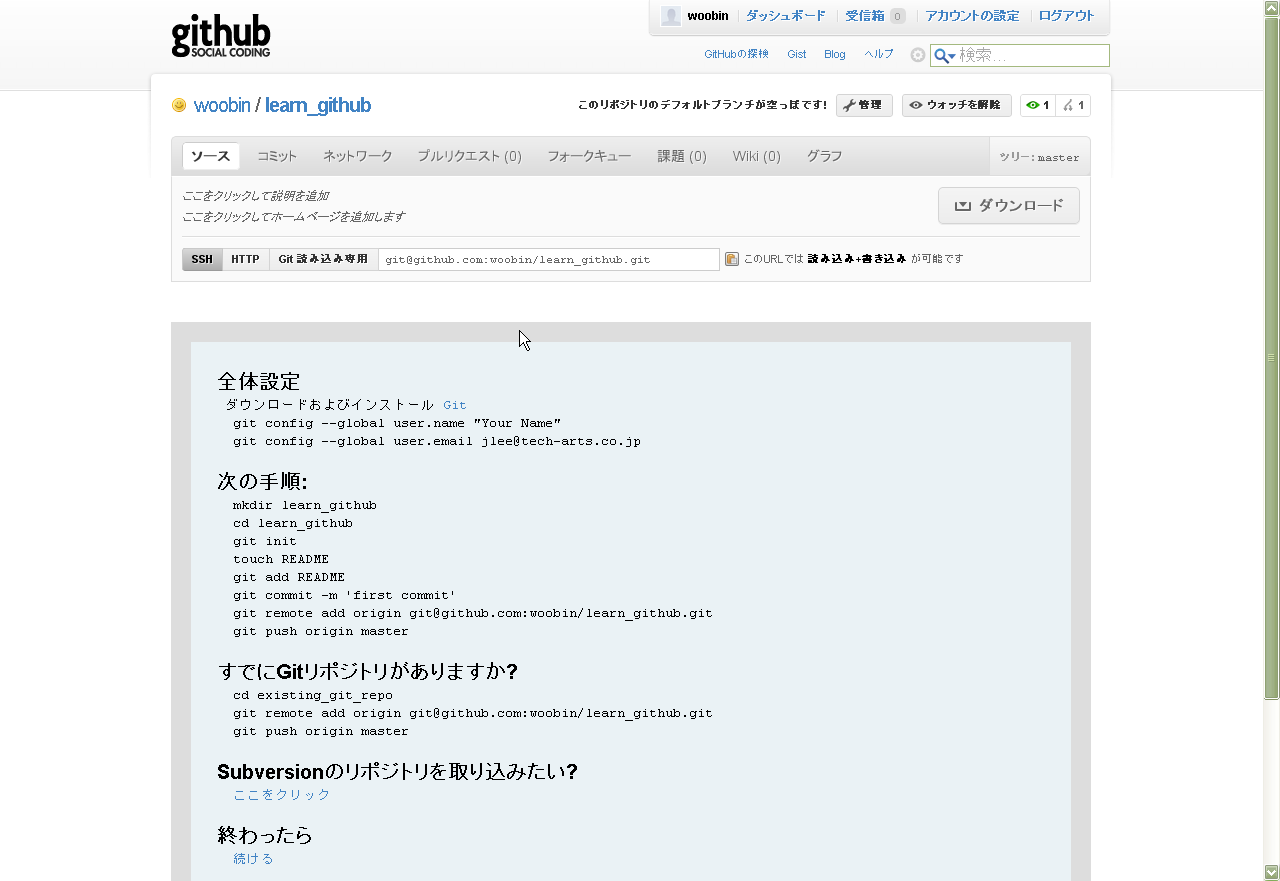 github
SOCIAL CODING
woobin ダッシュボード 受信箱 0 アカウントの設定 ログアウト
GitHubの探検 Gist Blog ヘルプ 検索...
woobin / learn_github
このリポジトリのデフォルトブランチが空っぽです! 管理 ウォッチを解除 1 1
ソース コミット ネットワーク プルリクエスト (0) フォークキュー 課題 (0) Wiki (0) グラフ ツリー: master
ここをクリックして説明を追加
ここをクリックしてホームページを追加します
ダウンロード
SSH HTTP Git 読み込み専用 git@github.com:woobin/learn_github.git このURLでは 読み込み+書き込み が可能です
全体設定
ダウンロードおよびインストール Git
git config --global user.name "Your Name"
git config --global user.email jlee@tech-arts.co.jp
次の手順:
mkdir learn_github
cd learn_github
git init
touch README
git add README
git commit -m 'first commit'
git remote add origin git@github.com:woobin/learn_github.git
git push origin master
すでにGitリポジトリがありますか?
cd existing_git_repo
git remote add origin git@github.com:woobin/learn_github.git
git push origin master
Subversionのリポジトリを取り込みたい?
ここをクリック
終わったら
続ける